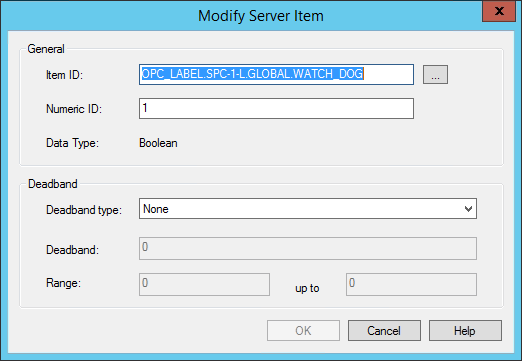 Modify Server Item
x
General
Item ID: OPC_LABEL.SPC-1-L.GLOBAL.WATCH_DOG ...
Numeric ID: 1
Data Type: Boolean
Deadband
Deadband type: None
Deadband: 0
Range: 0 up to 0
OK Cancel Help